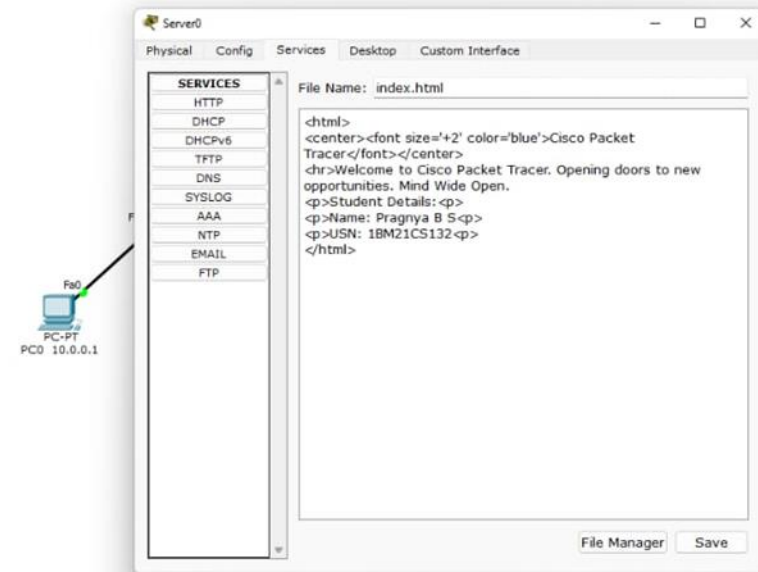 Server0
Physical Config Services Desktop Custom Interface
SERVICES
HTTP
DHCP
DHCPv6
TFTP
DNS
SYSLOG
AAA
NTP
EMAIL
FTP
File Name: index.html
<html>
<center><font size='+2' color='blue'>Cisco Packet
Tracer</font></center>
<hr>Welcome to Cisco Packet Tracer. Opening doors to new
opportunities. Mind Wide Open.
<p>Student Details:<p>
<p>Name: Pragnya B S<p>
<p>USN: 1BM21CS132<p>
</html>
File Manager Save
F
Fa0
PC-PT
PC0 10.0.0.1